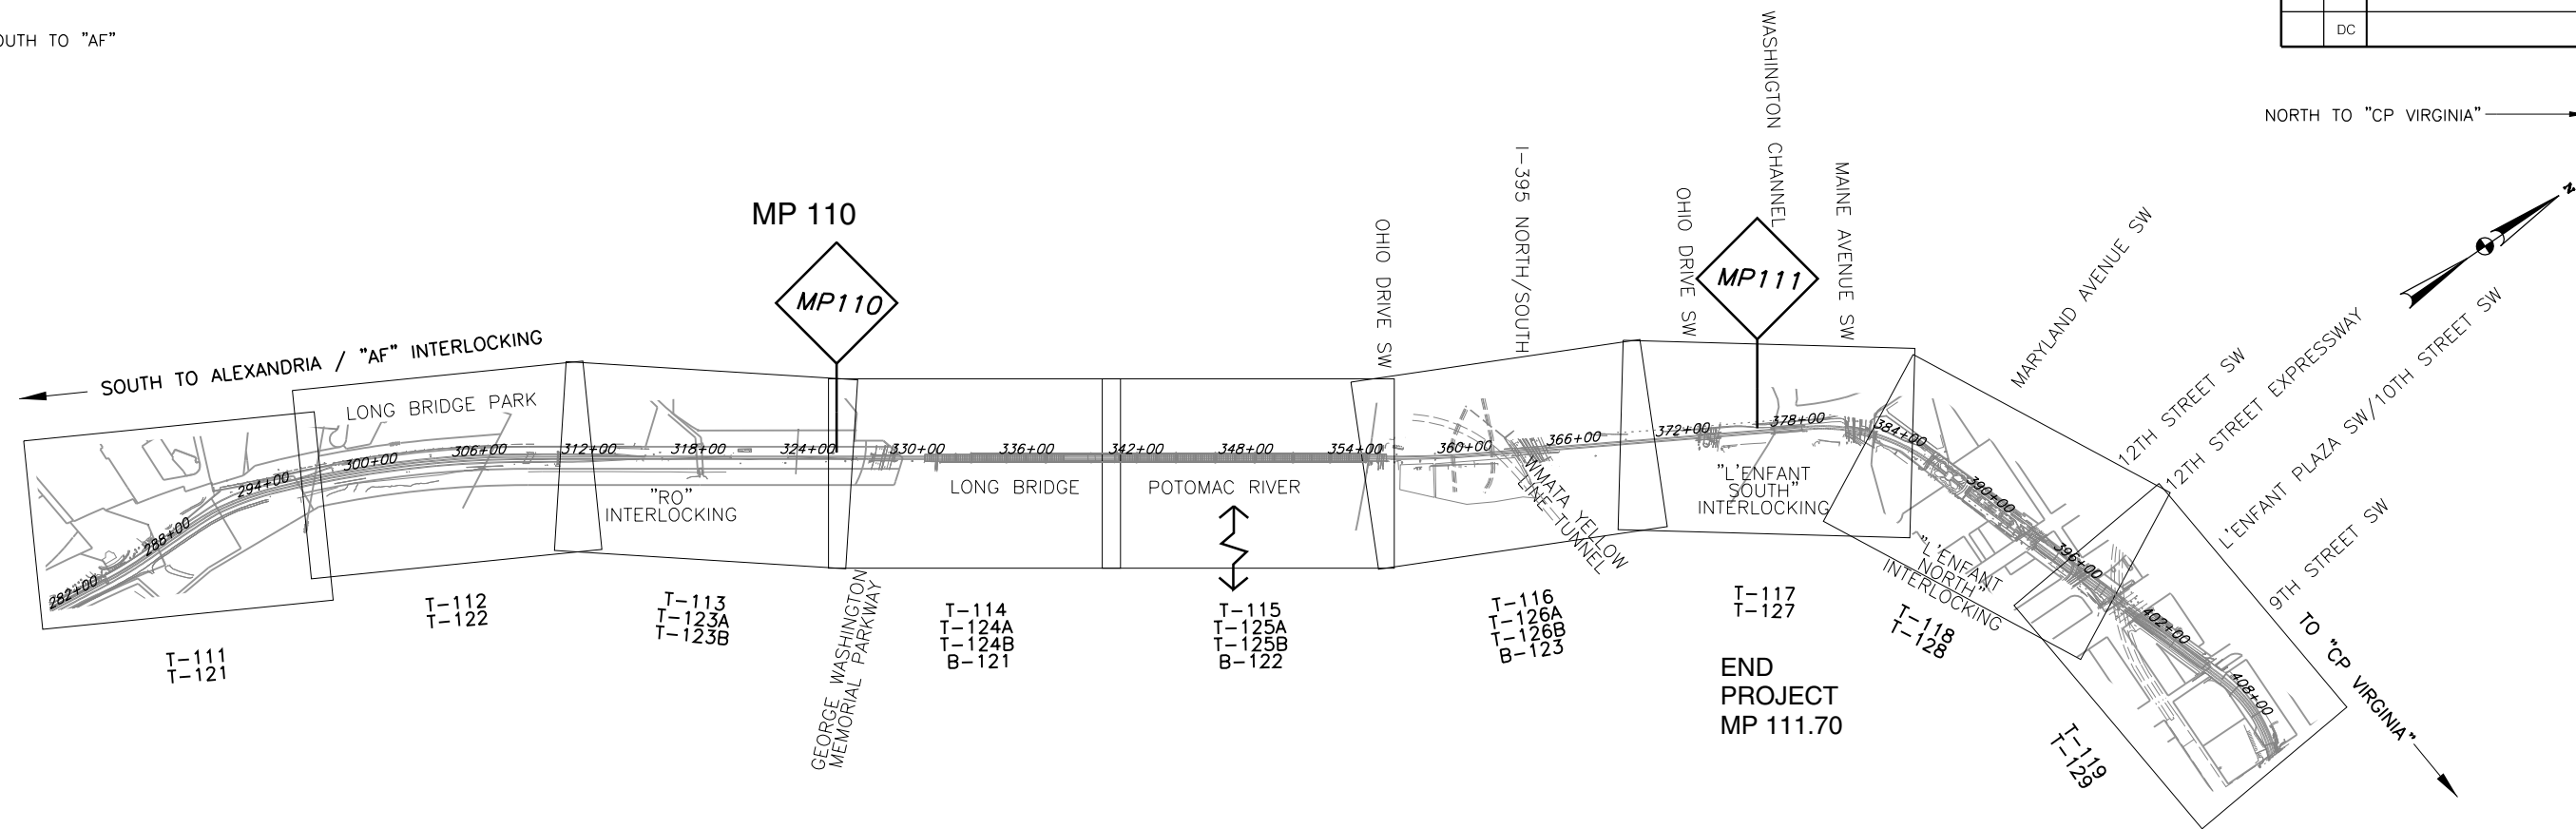 OUTH TO "AF"
DC
NORTH TO "CP VIRGINIA"
N
MP 110
MP110
MP111
WASHINGTON CHANNEL
I-395 NORTH/SOUTH
OHIO DRIVE SW
OHIO DRIVE SW
MAINE AVENUE SW
MARYLAND AVENUE SW
12TH STREET SW
12TH STREET EXPRESSWAY
L'ENFANT PLAZA SW/10TH STREET SW
9TH STREET SW
TO "CP VIRGINIA"
SOUTH TO ALEXANDRIA / "AF" INTERLOCKING
LONG BRIDGE PARK
282+00
288+00
294+00
300+00
306+00
312+00
318+00
324+00
330+00
336+00
342+00
348+00
354+00
360+00
366+00
372+00
378+00
384+00
390+00
396+00
402+00
408+00
"RO"
INTERLOCKING
LONG BRIDGE
POTOMAC RIVER
WMATA YELLOW
LINE TUNNEL
"L'ENFANT
SOUTH"
INTERLOCKING
"L'ENFANT
NORTH"
INTERLOCKING
GEORGE WASHINGTON
MEMORIAL PARKWAY
T-111
T-121
T-112
T-122
T-113
T-123A
T-123B
T-114
T-124A
T-124B
B-121
T-115
T-125A
T-125B
B-122
T-116
T-126A
T-126B
B-123
T-117
T-127
T-118
T-128
T-119
T-129
END
PROJECT
MP 111.70